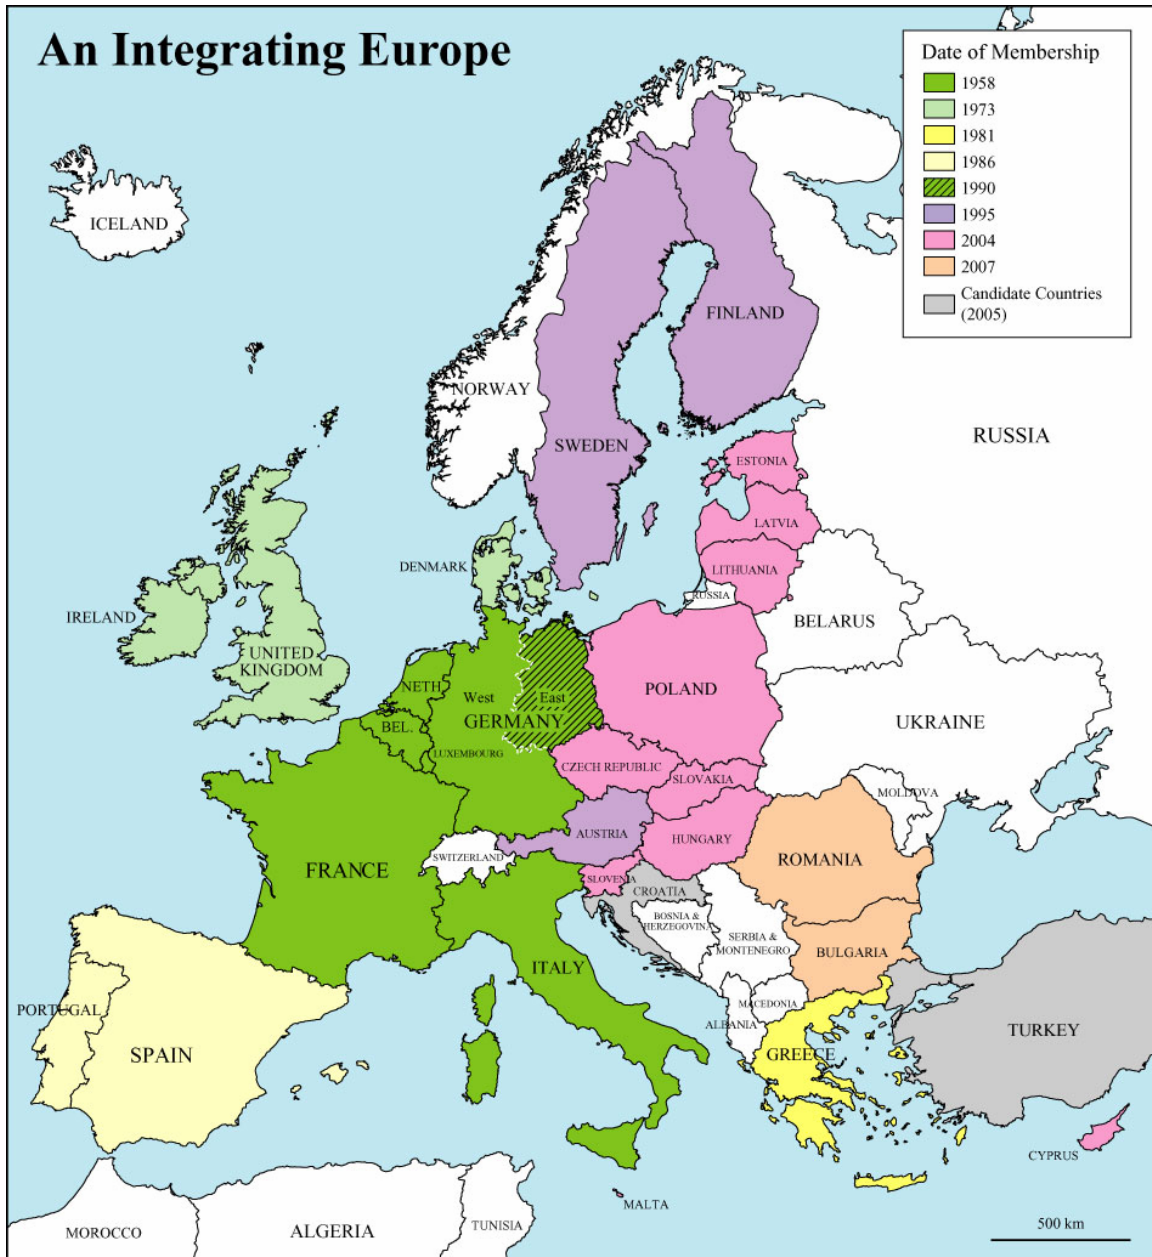 An Integrating Europe
Date of Membership
1958
1973
1981
1986
1990
1995
2004
2007
Candidate Countries
(2005)
ICELAND
FINLAND
NORWAY
SWEDEN
RUSSIA
ESTONIA
LATVIA
DENMARK
LITHUANIA
RUSSIA
IRELAND
BELARUS
UNITED
KINGDOM
NETH.
West
East
POLAND
BEL.
GERMANY
UKRAINE
LUXEMBOURG
CZECH REPUBLIC
SLOVAKIA
MOLDOVA
AUSTRIA
HUNGARY
SWITZERLAND
ROMANIA
FRANCE
SLOVENIA
CROATIA
BOSNIA &
HERZEGOVINA
SERBIA &
MONTENEGRO
BULGARIA
ITALY
MACEDONIA
PORTUGAL
ALBANIA
TURKEY
SPAIN
GREECE
CYPRUS
MALTA
MOROCCO
ALGERIA
TUNISIA
500 km